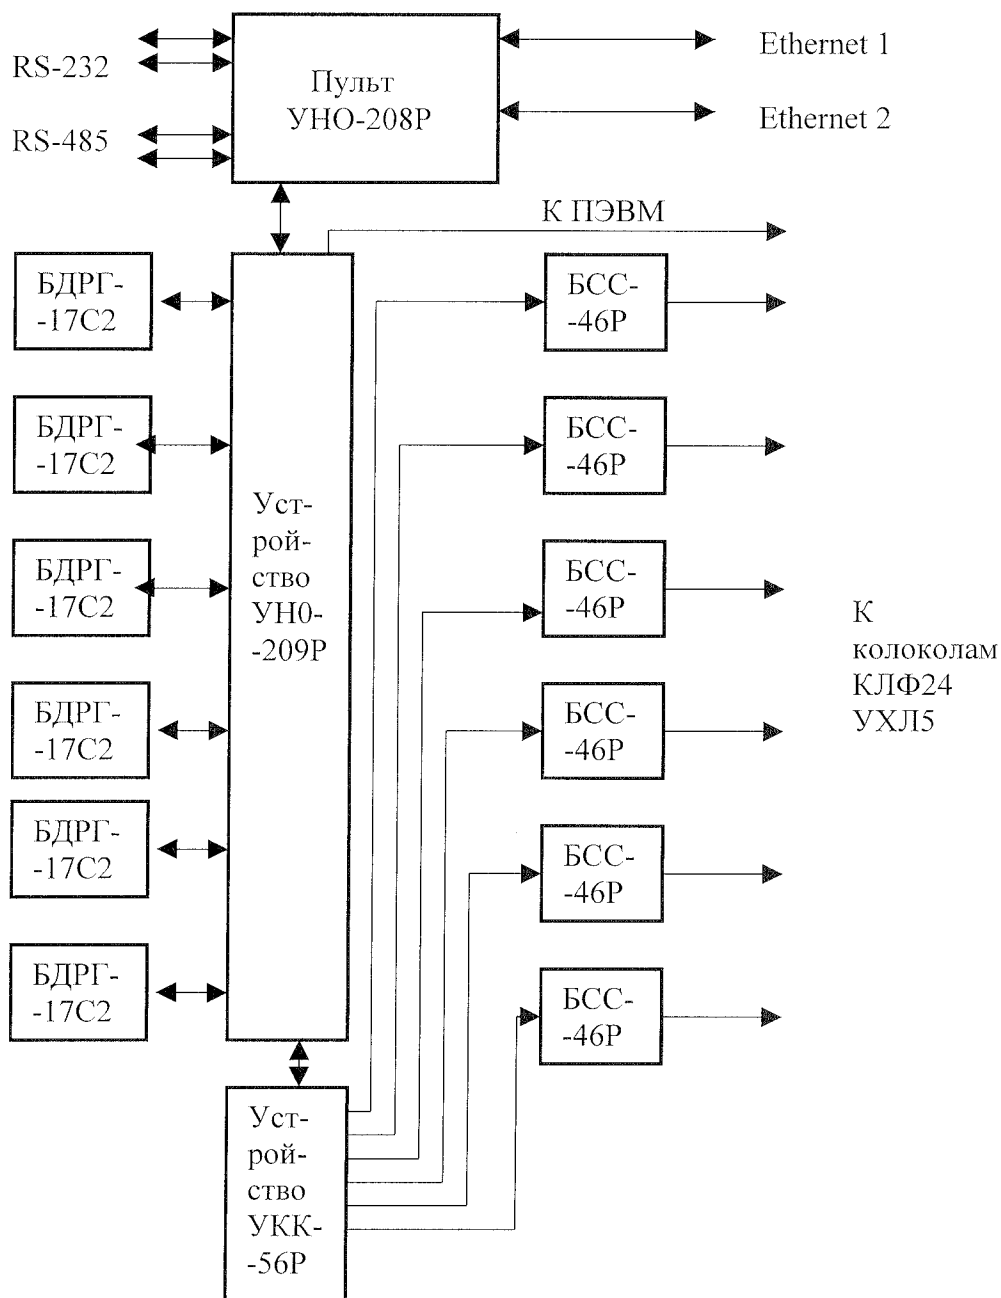 RS-232
RS-485
Пульт
УНО-208Р
Ethernet 1
Ethernet 2
К ПЭВМ
БДРГ-
-17С2
БДРГ-
-17С2
БДРГ-
-17С2
БДРГ-
-17С2
БДРГ-
-17С2
БДРГ-
-17С2
Уст-
рой-
ство
УН0-
-209Р
БСС-
-46Р
БСС-
-46Р
БСС-
-46Р
БСС-
-46Р
БСС-
-46Р
БСС-
-46Р
К
колоколам
КЛФ24
УХЛ5
Уст-
рой-
ство
УКК-
-56Р